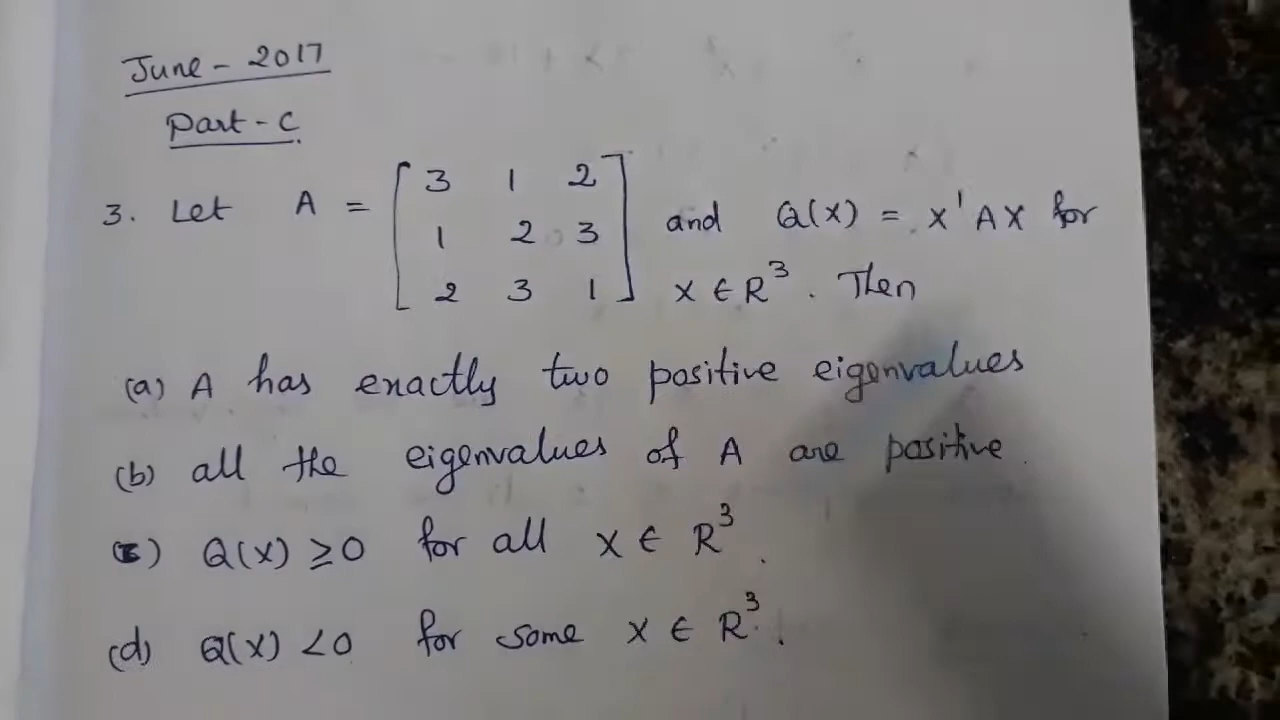 June - 2017
Part - C.
3. Let A = [ 3 1 2 and Q(X) = X' A X for
1 2 3
2 3 1 ] X ∈ R³. Then
(a) A has exactly two positive eigenvalues
(b) all the eigenvalues of A are positive.
(c) Q(X) ≥ 0 for all X ∈ R³.
(d) Q(X) < 0 for some X ∈ R³.